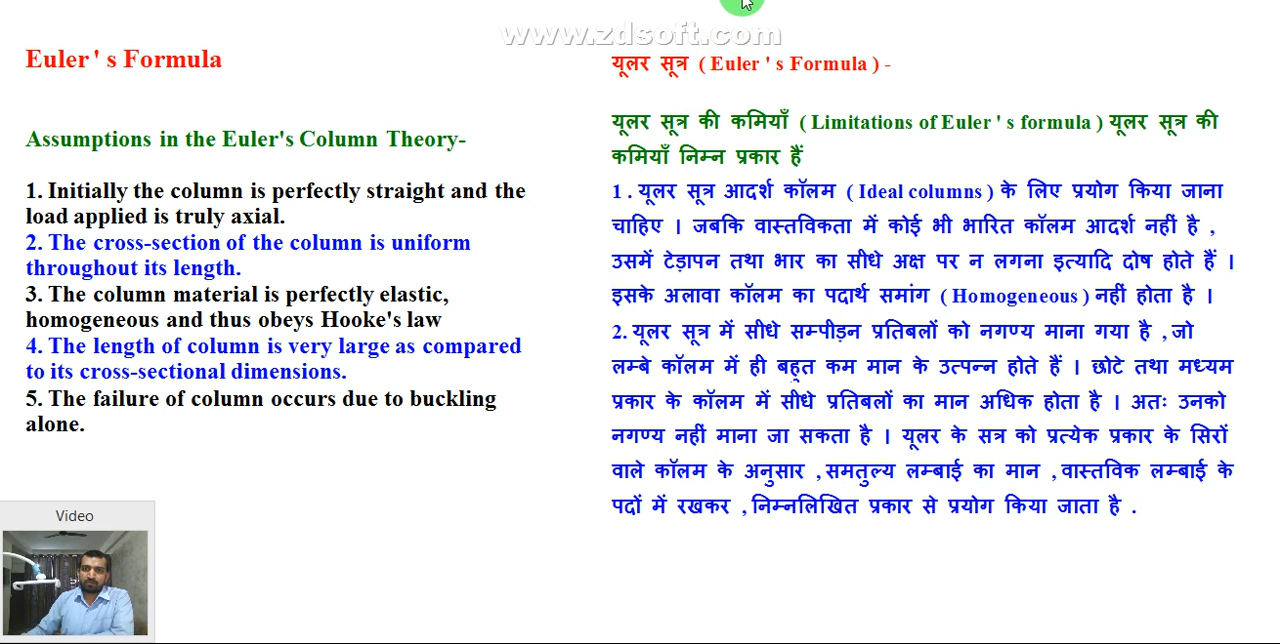 www.zdsoft.com
Euler ' s Formula
Assumptions in the Euler's Column Theory-
1. Initially the column is perfectly straight and the
load applied is truly axial.
2. The cross-section of the column is uniform
throughout its length.
3. The column material is perfectly elastic,
homogeneous and thus obeys Hooke's law
4. The length of column is very large as compared
to its cross-sectional dimensions.
5. The failure of column occurs due to buckling
alone.
Video
यूलर सूत्र ( Euler ' s Formula ) -
यूलर सूत्र की कमियाँ ( Limitations of Euler ' s formula ) यूलर सूत्र की
कमियाँ निम्न प्रकार हैं
1 . यूलर सूत्र आदर्श कॉलम ( Ideal columns ) के लिए प्रयोग किया जाना
चाहिए । जबकि वास्तविकता में कोई भी भारित कॉलम आदर्श नहीं है ,
उसमें टेड़ापन तथा भार का सीधे अक्ष पर न लगना इत्यादि दोष होते हैं ।
इसके अलावा कॉलम का पदार्थ समांग ( Homogeneous ) नहीं होता है ।
2. यूलर सूत्र में सीधे सम्पीड़न प्रतिबलों को नगण्य माना गया है , जो
लम्बे कॉलम में ही बहूत कम मान के उत्पन्न होते हैं । छोटे तथा मध्यम
प्रकार के कॉलम में सीधे प्रतिबलों का मान अधिक होता है । अतः उनको
नगण्य नहीं माना जा सकता है । यूलर के सत्र को प्रत्येक प्रकार के सिरों
वाले कॉलम के अनुसार , समतुल्य लम्बाई का मान , वास्तविक लम्बाई के
पदों में रखकर , निम्नलिखित प्रकार से प्रयोग किया जाता है .